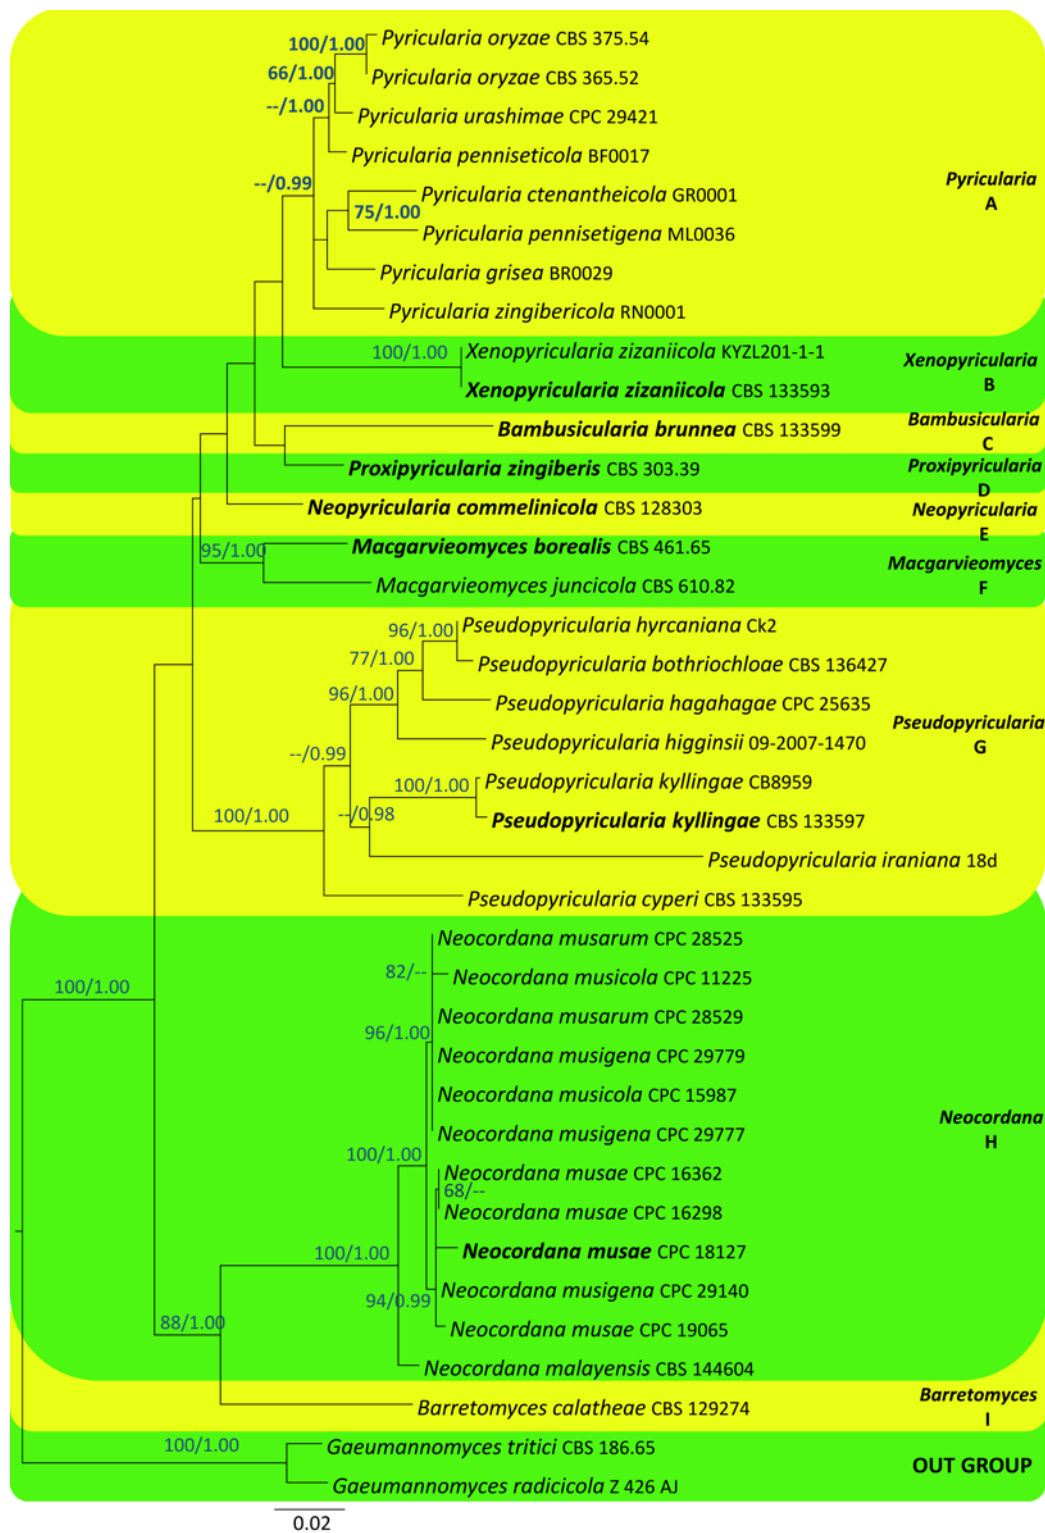 Pyricularia oryzae CBS 375.54
100/1.00
Pyricularia oryzae CBS 365.52
66/1.00
--/1.00
Pyricularia urashimae CPC 29421
Pyricularia penniseticola BF0017
--/0.99
Pyricularia
A
Pyricularia ctenantheicola GR0001
75/1.00
Pyricularia pennisetigena ML0036
Pyricularia grisea BR0029
Pyricularia zingibericola RN0001
100/1.00
Xenopyricularia zizaniicola KYZL201-1-1
Xenopyricularia
B
Xenopyricularia zizaniicola CBS 133593
Bambusicularia
C
Bambusicularia brunnea CBS 133599
Proxipyricularia zingiberis CBS 303.39
Proxipyricularia
D
Neopyricularia commelinicola CBS 128303
Neopyricularia
E
95/1.00
Macgarvieomyces borealis CBS 461.65
Macgarvieomyces
F
Macgarvieomyces juncicola CBS 610.82
96/1.00
Pseudopyricularia hyrcaniana Ck2
77/1.00
Pseudopyricularia bothriochloae CBS 136427
96/1.00
Pseudopyricularia hagahagae CPC 25635
Pseudopyricularia
G
Pseudopyricularia higginsii 09-2007-1470
--/0.99
100/1.00
Pseudopyricularia kyllingae CB8959
100/1.00
--/0.98
Pseudopyricularia kyllingae CBS 133597
Pseudopyricularia iraniana 18d
Pseudopyricularia cyperi CBS 133595
Neocordana musarum CPC 28525
82/--
Neocordana musicola CPC 11225
100/1.00
Neocordana musarum CPC 28529
96/1.00
Neocordana musigena CPC 29779
Neocordana musicola CPC 15987
Neocordana
H
Neocordana musigena CPC 29777
100/1.00
Neocordana musae CPC 16362
68/--
Neocordana musae CPC 16298
100/1.00
Neocordana musae CPC 18127
Neocordana musigena CPC 29140
94/0.99
88/1.00
Neocordana musae CPC 19065
Neocordana malayensis CBS 144604
Barretomyces
I
Barretomyces calatheae CBS 129274
100/1.00
Gaeumannomyces tritici CBS 186.65
OUT GROUP
Gaeumannomyces radicicola Z 426 AJ
0.02